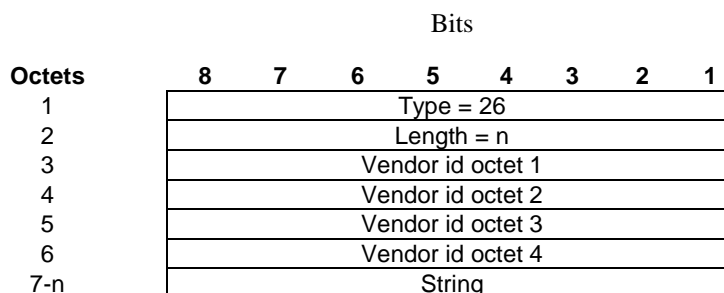 Bits
Octets 8 7 6 5 4 3 2 1
1 Type = 26
2 Length = n
3 Vendor id octet 1
4 Vendor id octet 2
5 Vendor id octet 3
6 Vendor id octet 4
7-n String